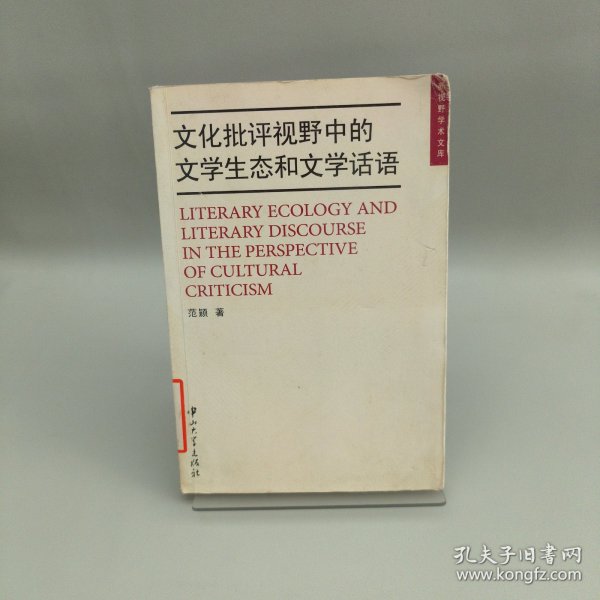 文化批评视野中的
文学生态和文学话语
LITERARY ECOLOGY AND
LITERARY DISCOURSE
IN THE PERSPECTIVE
OF CULTURAL
CRITICISM
范颖 著
视野学术文库
中山大学出版社
孔夫子旧书网
www.kongfz.com